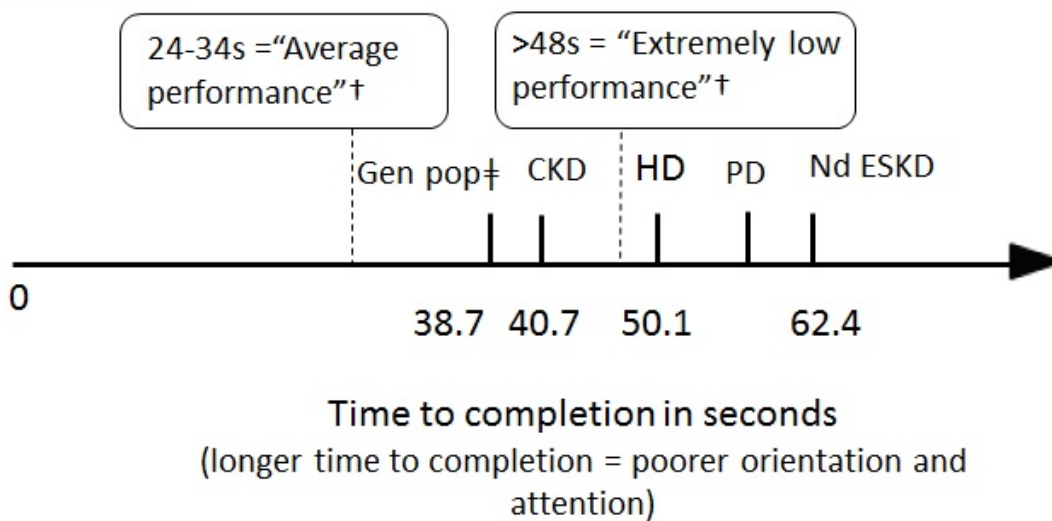 24-34s =“Average
performance”†
>48s = “Extremely low
performance”†
Gen pop‡ CKD HD PD Nd ESKD
0
38.7 40.7 50.1 62.4
Time to completion in seconds
(longer time to completion = poorer orientation and
attention)